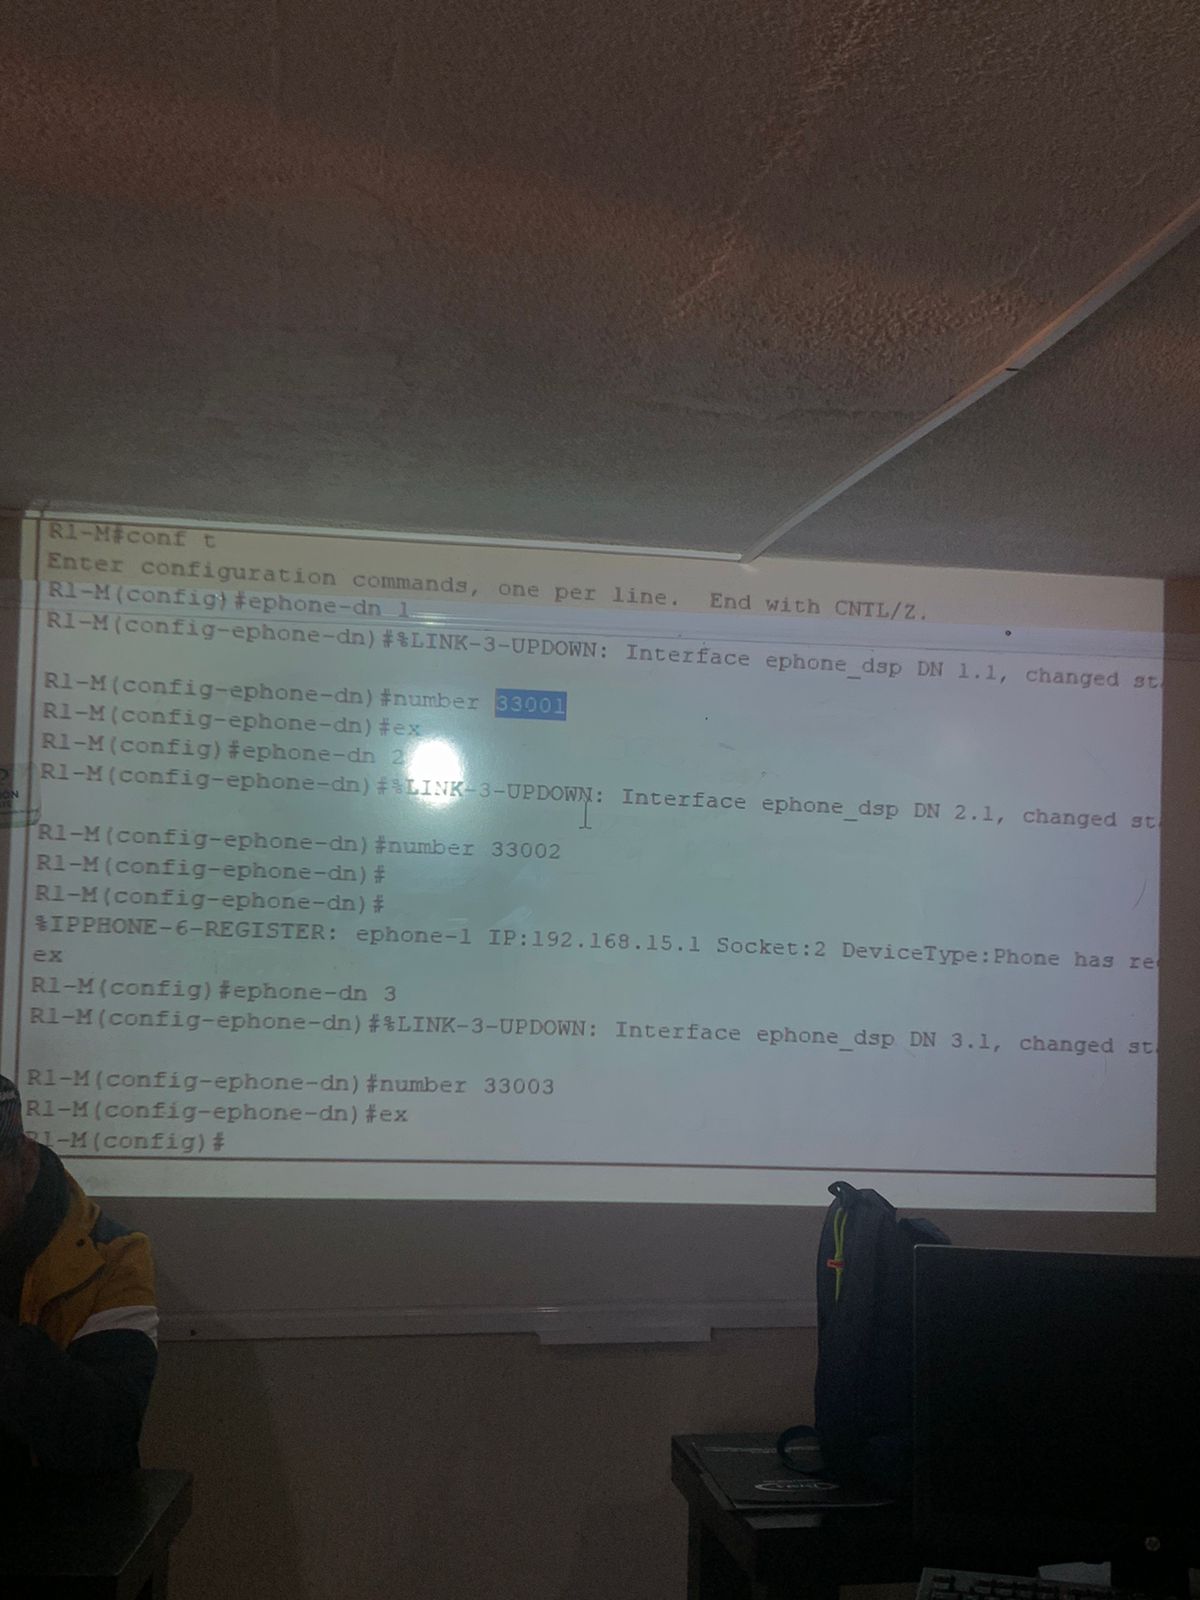 R1-M#conf t
Enter configuration commands, one per line.  End with CNTL/Z.
R1-M(config)#ephone-dn 1
R1-M(config-ephone-dn)#%LINK-3-UPDOWN: Interface ephone_dsp DN 1.1, changed st
R1-M(config-ephone-dn)#number 33001
R1-M(config-ephone-dn)#ex
R1-M(config)#ephone-dn 2
R1-M(config-ephone-dn)#%LINK-3-UPDOWN: Interface ephone_dsp DN 2.1, changed st
R1-M(config-ephone-dn)#number 33002
R1-M(config-ephone-dn)#
R1-M(config-ephone-dn)#
%IPPHONE-6-REGISTER: ephone-1 IP:192.168.15.1 Socket:2 DeviceType:Phone has re
ex
R1-M(config)#ephone-dn 3
R1-M(config-ephone-dn)#%LINK-3-UPDOWN: Interface ephone_dsp DN 3.1, changed st
R1-M(config-ephone-dn)#number 33003
R1-M(config-ephone-dn)#ex
R1-M(config)#